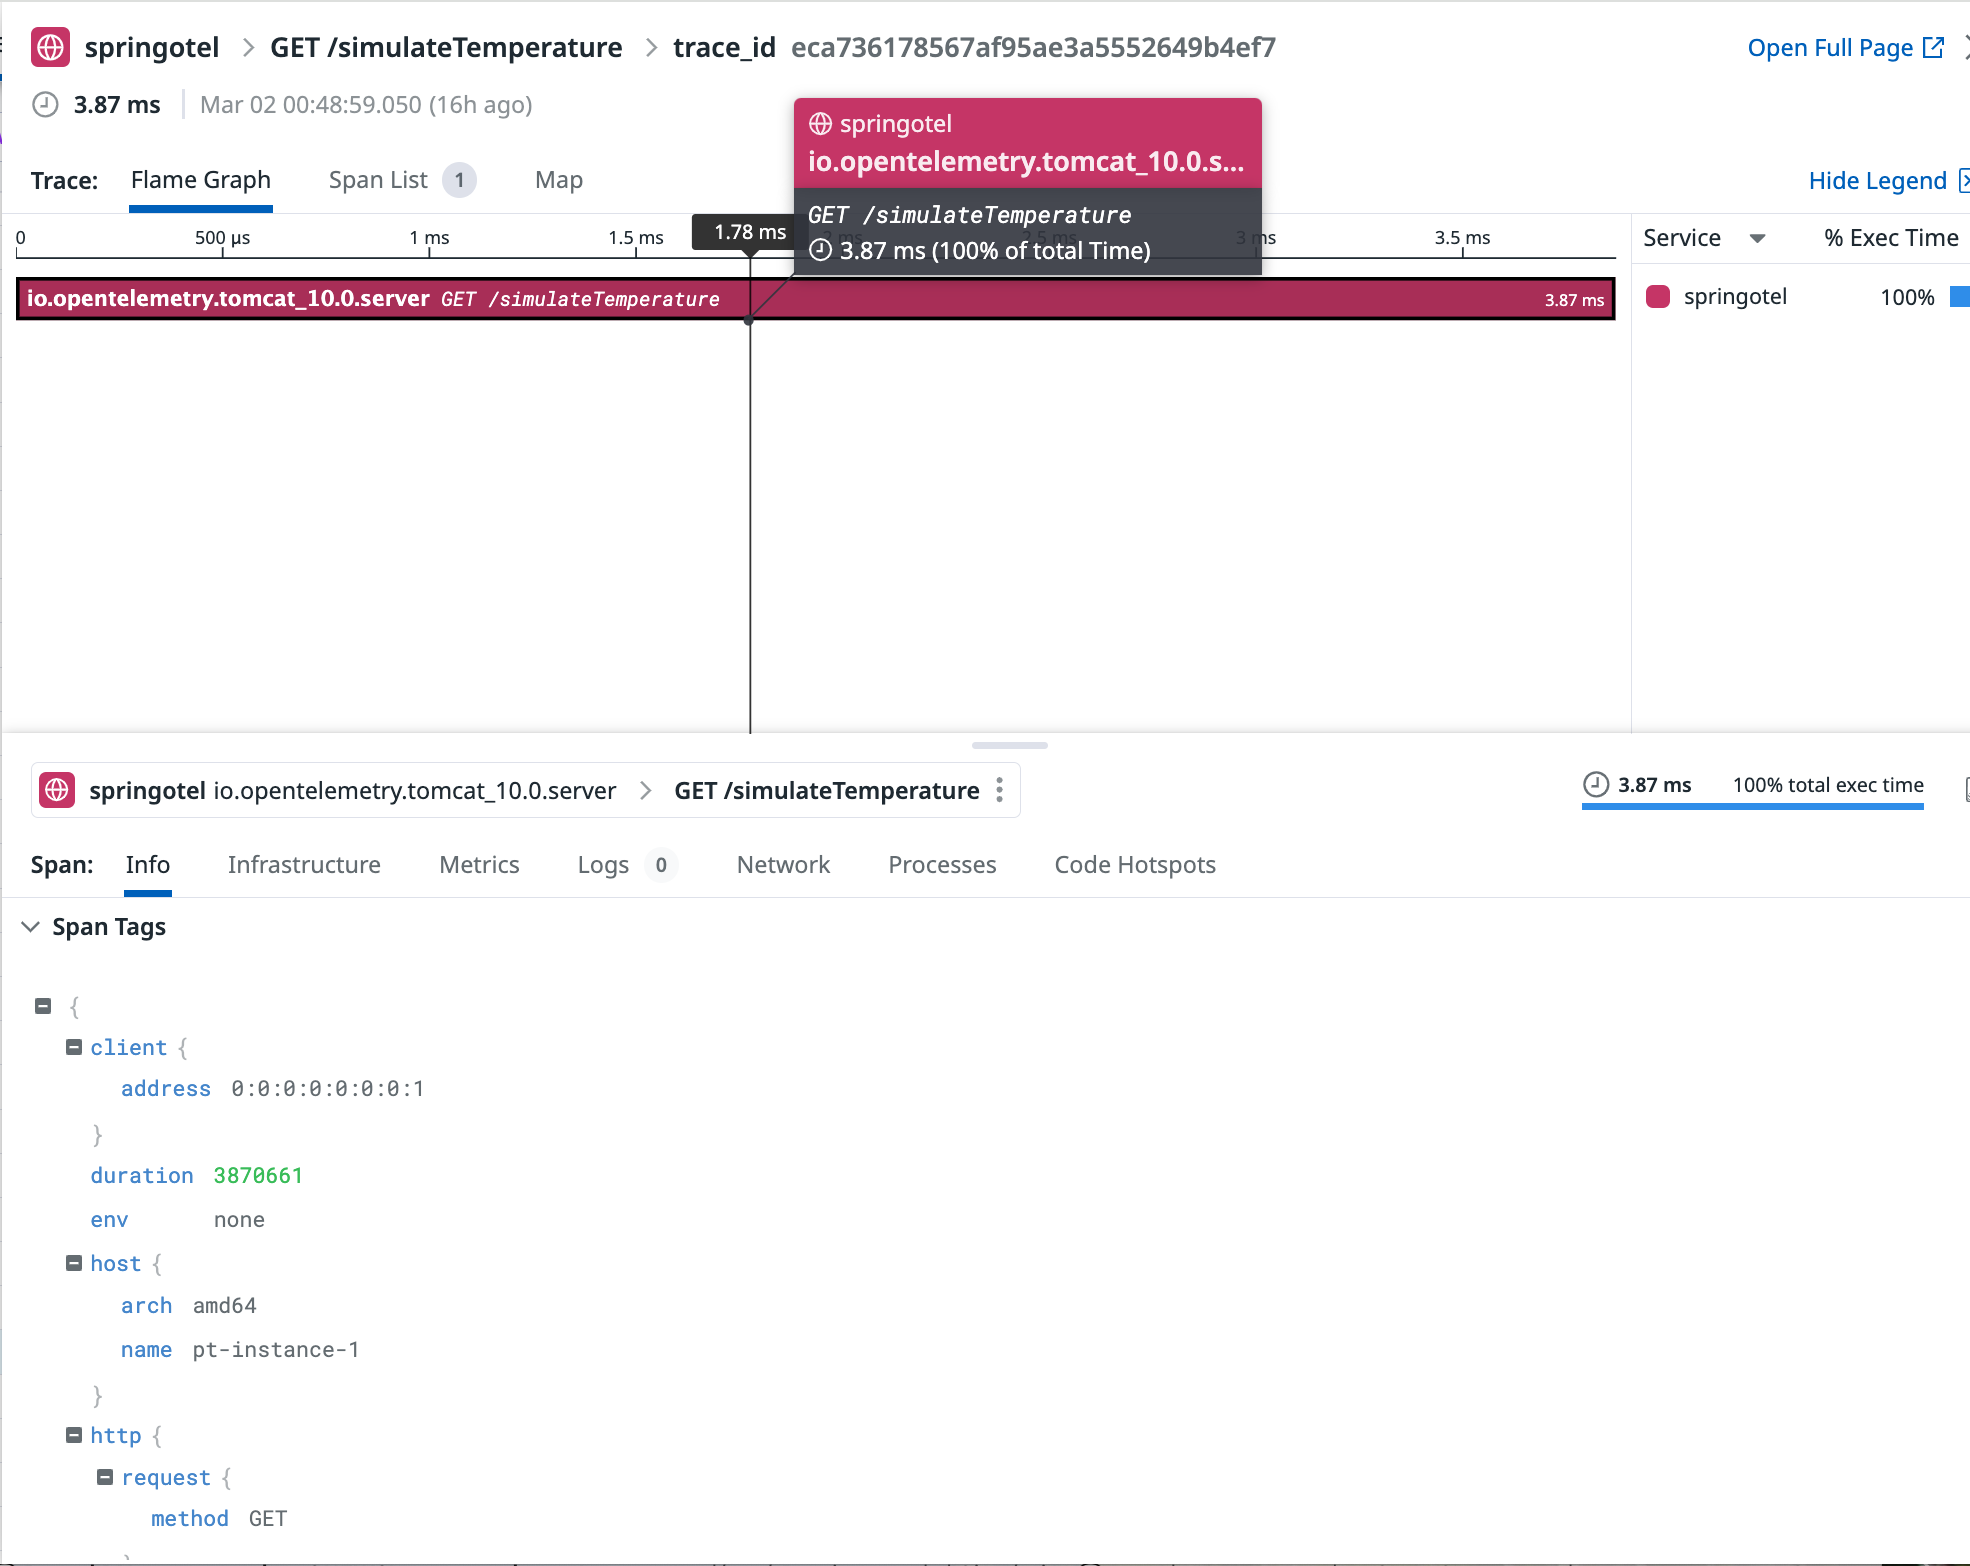 springotel > GET /simulateTemperature > trace_id eca736178567af95ae3a5552649b4ef7
Open Full Page
3.87 ms Mar 02 00:48:59.050 (16h ago)
springotel
io.opentelemetry.tomcat_10.0.s...
GET /simulateTemperature
3.87 ms (100% of total Time)
Trace: Flame Graph Span List 1 Map
Hide Legend
1.78 ms
0 500 μs 1 ms 1.5 ms 2 ms 2.5 ms 3 ms 3.5 ms
Service % Exec Time
io.opentelemetry.tomcat_10.0.server GET /simulateTemperature 3.87 ms
springotel 100%
springotel io.opentelemetry.tomcat_10.0.server > GET /simulateTemperature
3.87 ms 100% total exec time
Span: Info Infrastructure Metrics Logs 0 Network Processes Code Hotspots
Span Tags
{
client {
address 0:0:0:0:0:0:0:1
}
duration 3870661
env none
host {
arch amd64
name pt-instance-1
}
http {
request {
method GET